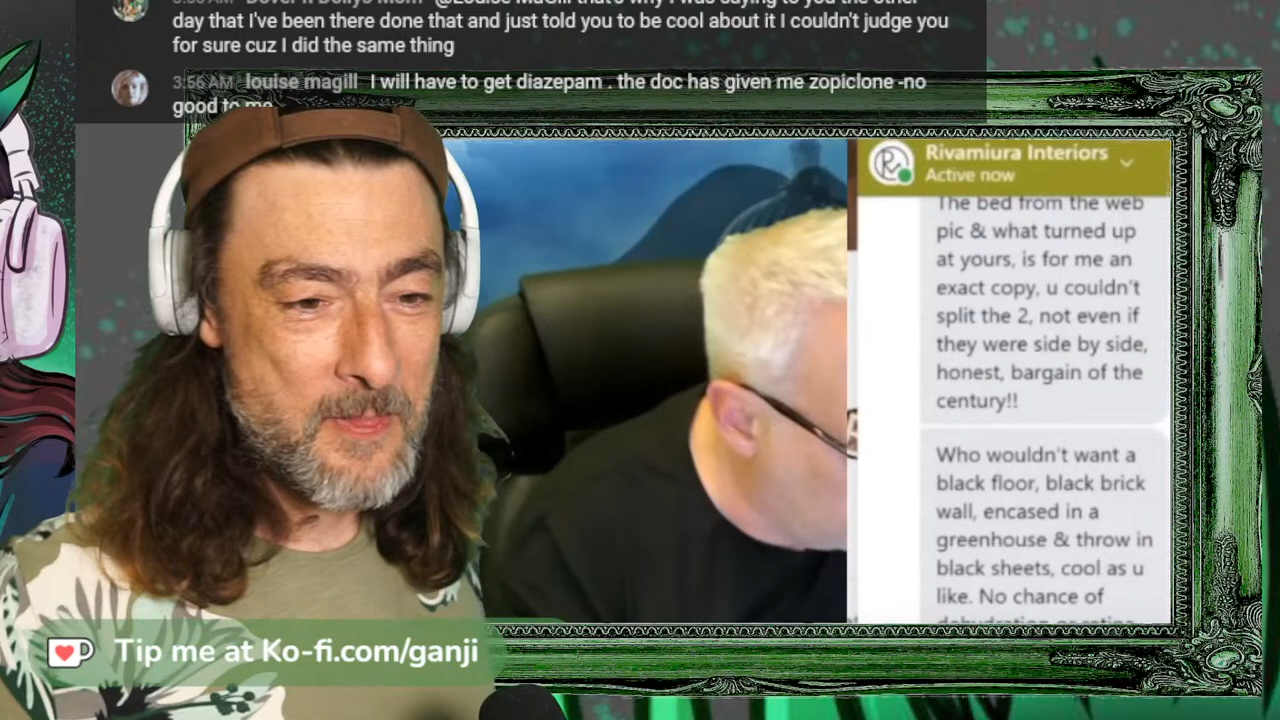 day that I've been there done that and just told you to be cool about it I couldn't judge you
for sure cuz I did the same thing
3:56 AM louise magill I will have to get diazepam . the doc has given me zopiclone -no
good to me
Rivamiura Interiors
Active now
The bed from the web
pic & what turned up
at yours, is for me an
exact copy, u couldn't
split the 2, not even if
they were side by side,
honest, bargain of the
century!!
Who wouldn't want a
black floor, black brick
wall, encased in a
greenhouse & throw in
black sheets, cool as u
like. No chance of
Tip me at Ko-fi.com/ganji